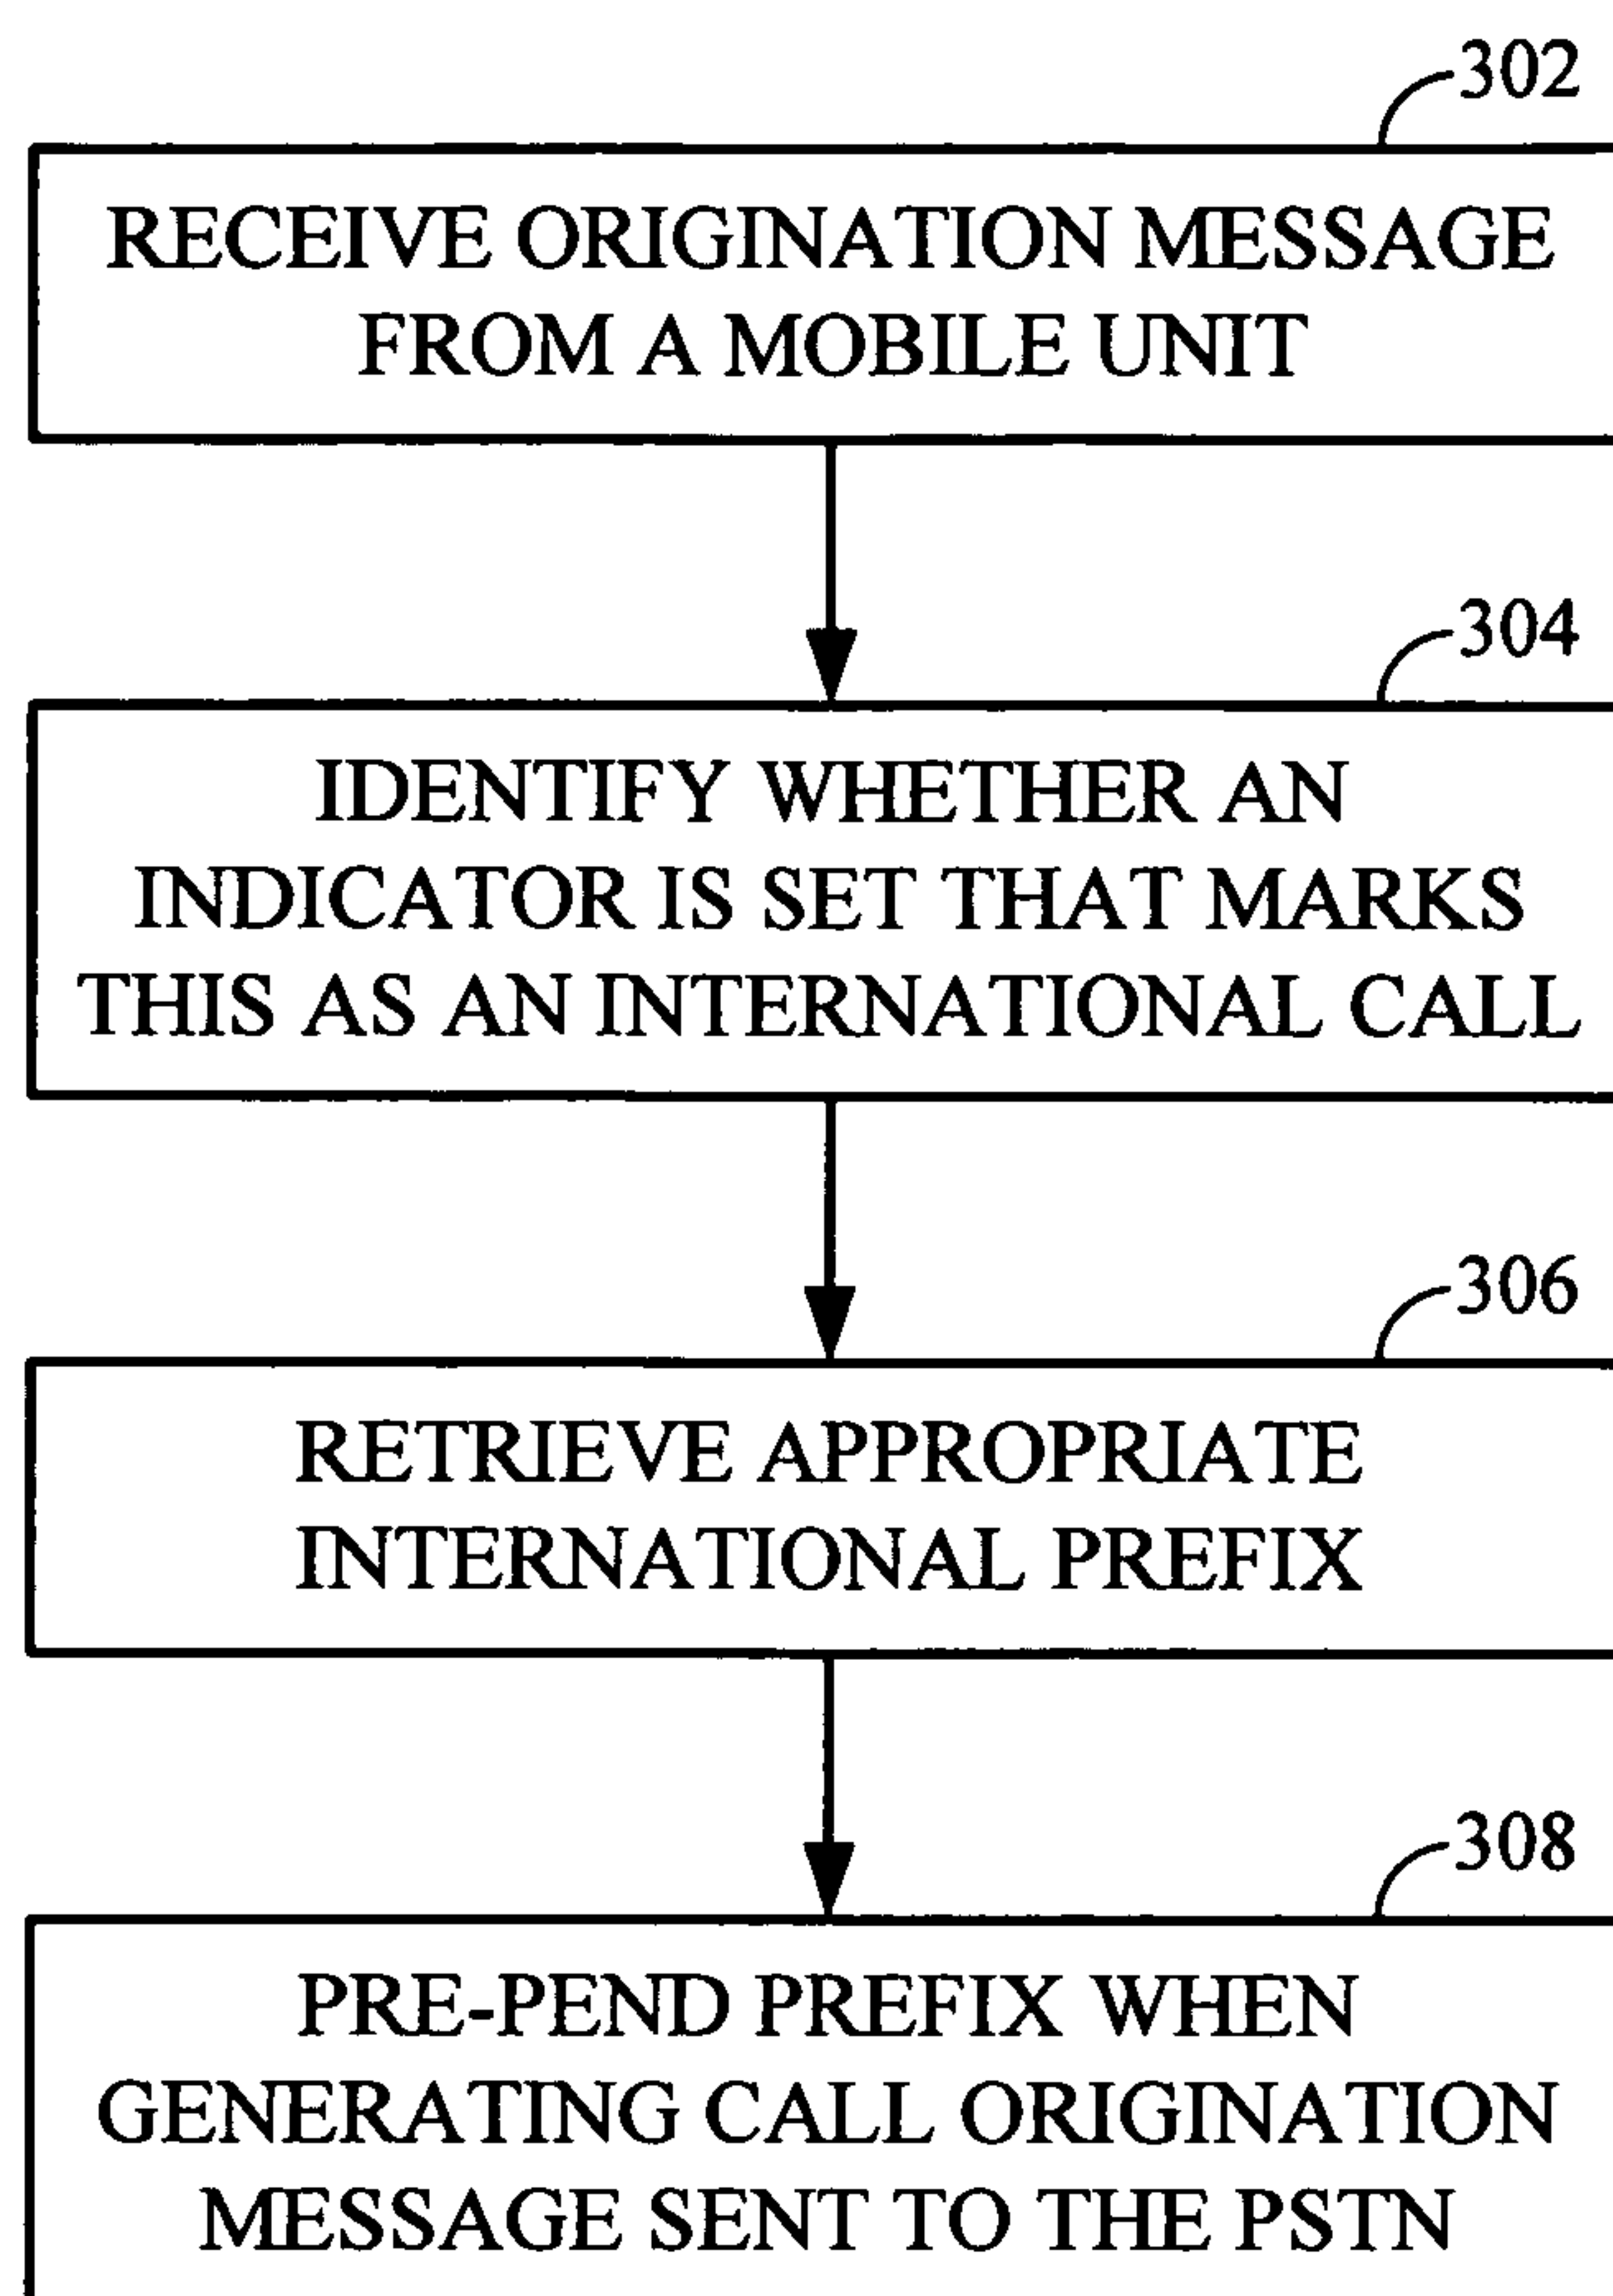 302
RECEIVE ORIGINATION MESSAGE
FROM A MOBILE UNIT
304
IDENTIFY WHETHER AN
INDICATOR IS SET THAT MARKS
THIS AS AN INTERNATIONAL CALL
306
RETRIEVE APPROPRIATE
INTERNATIONAL PREFIX
308
PRE-PEND PREFIX WHEN
GENERATING CALL ORIGINATION
MESSAGE SENT TO THE PSTN